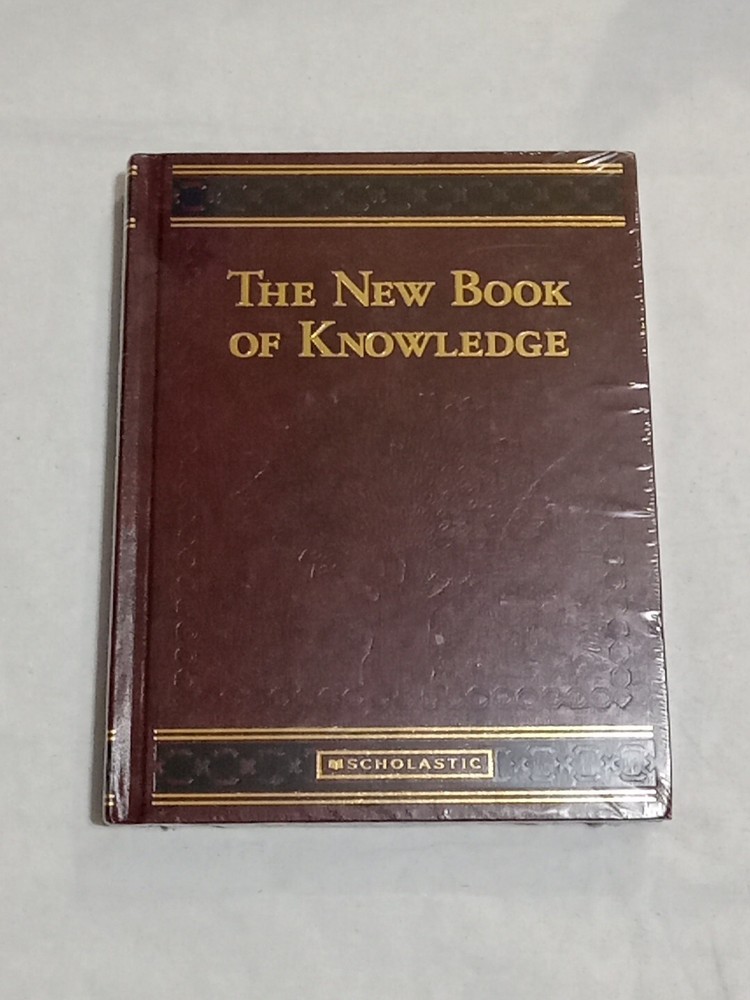 THE NEW BOOK
OF KNOWLEDGE
SCHOLASTIC